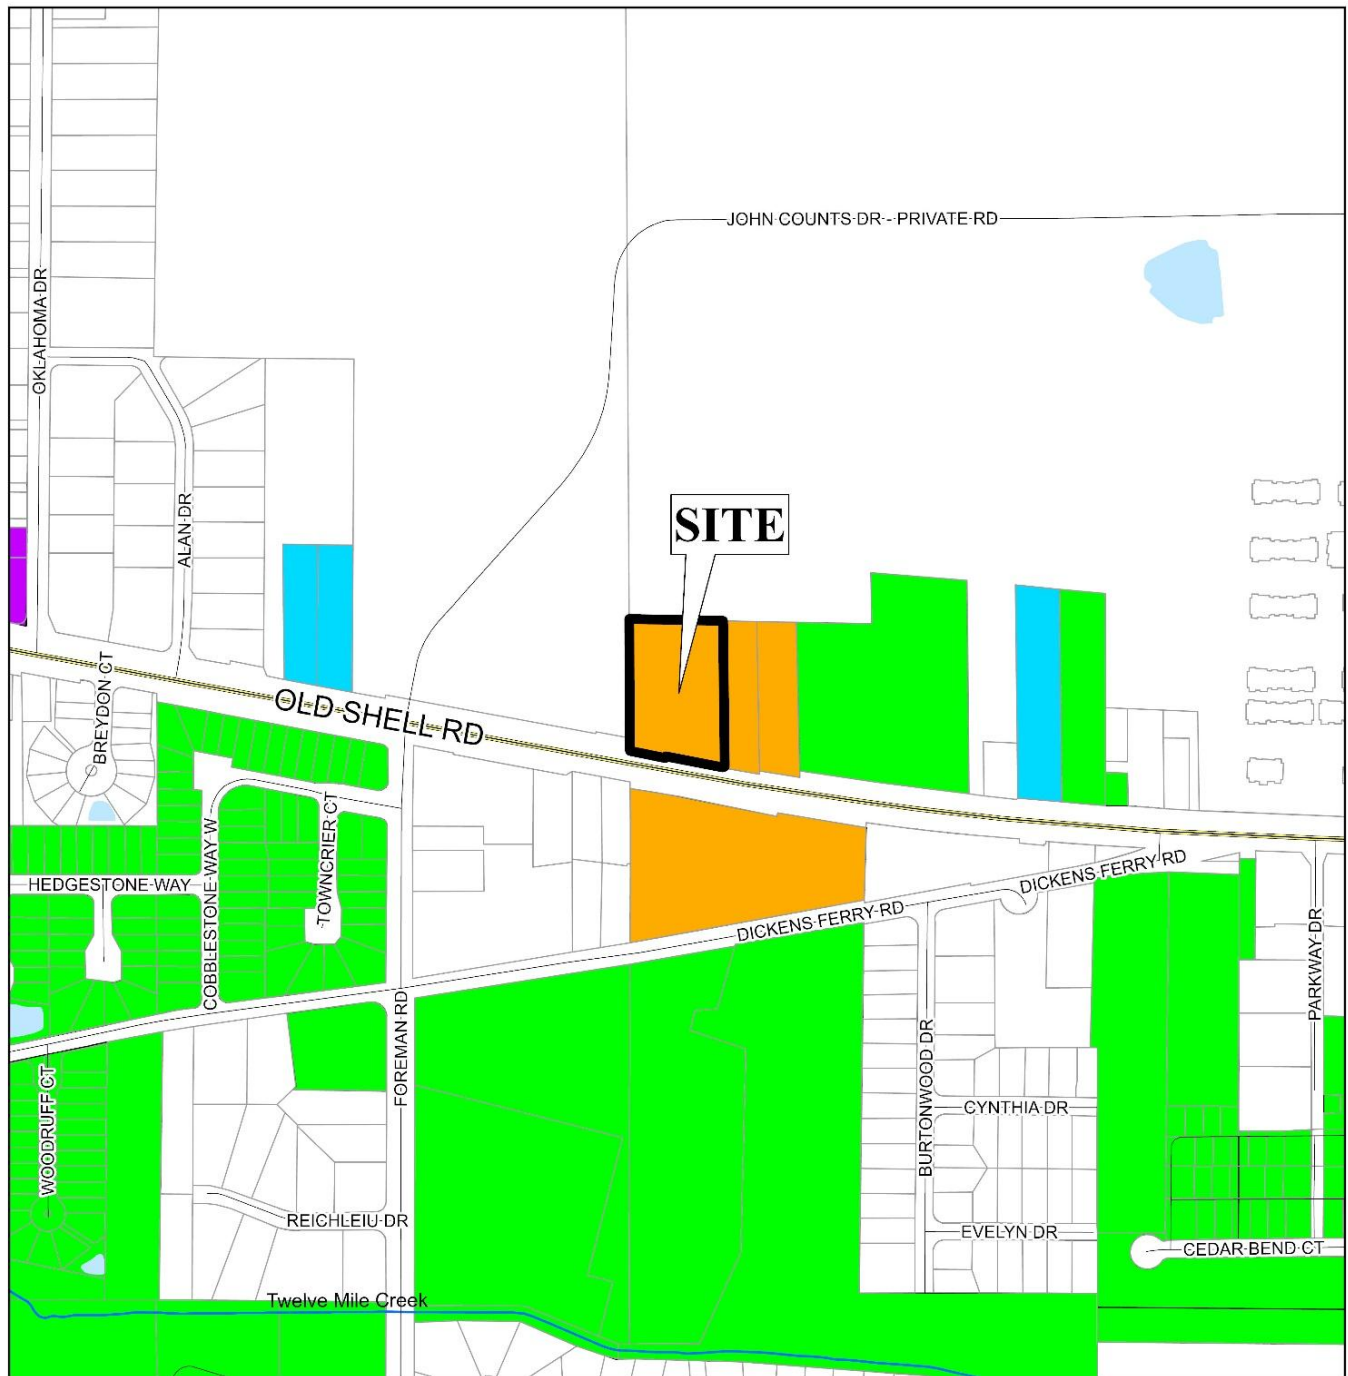 JOHN COUNTS DR - PRIVATE RD
OKLAHOMA DR
SITE
ALAN DR
BREYDON CT
OLD SHELL RD
COBBLESTONE WAY W
TOWNCRIER CT
HEDGESTONE WAY
DICKENS FERRY RD
DICKENS FERRY RD
PARKWAY DR
FOREMAN RD
BURTONWOOD DR
WOODRUFF CT
CYNTHIA DR
REICHLEIU DR
EVELYN DR
CEDAR BEND CT
Twelve Mile Creek